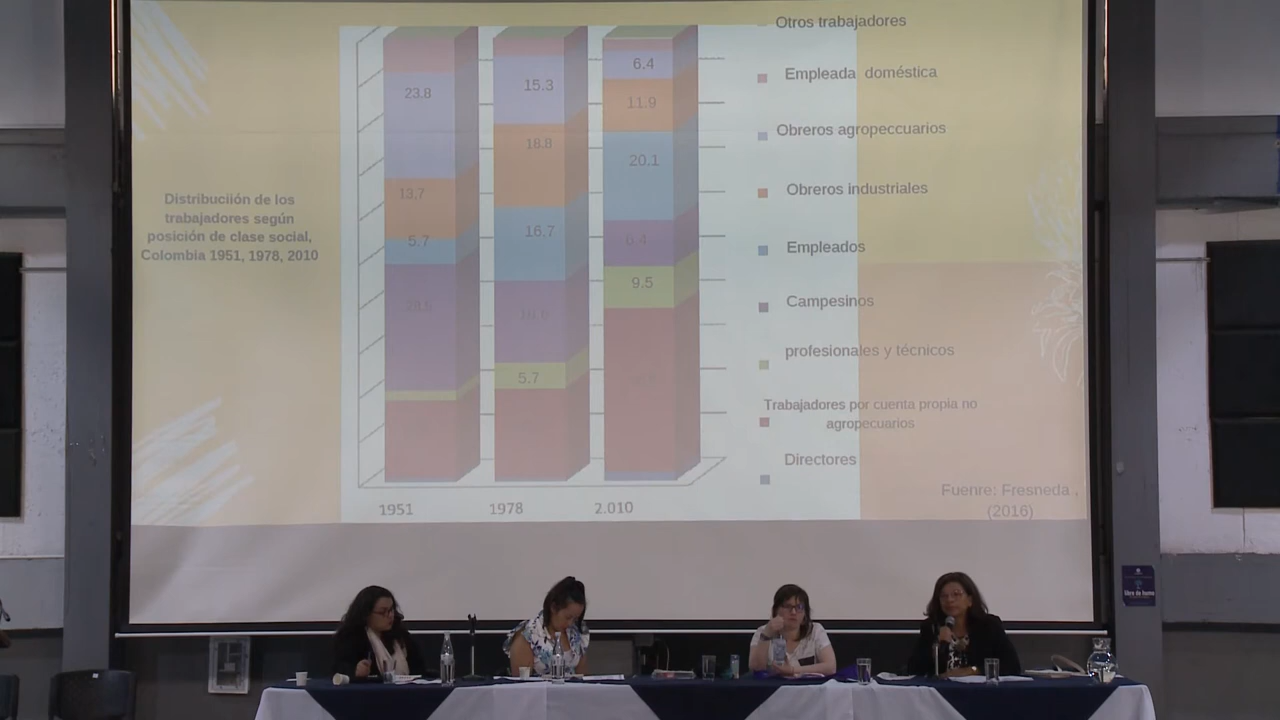 Distribuciión de los
trabajadores según
posición de clase social,
Colombia 1951, 1978, 2010
23.8
13,7
5.7
15.3
18.8
16,7
5.7
6.4
11.9
20.1
9.5
1951
1978
2.010
Otros trabajadores
Empleada doméstica
Obreros agropeccuarios
Obreros industriales
Empleados
Campesinos
profesionales y técnicos
Trabajadores por cuenta propia no
agropecuarios
Directores
Fuenre: Fresneda ,
(2016)